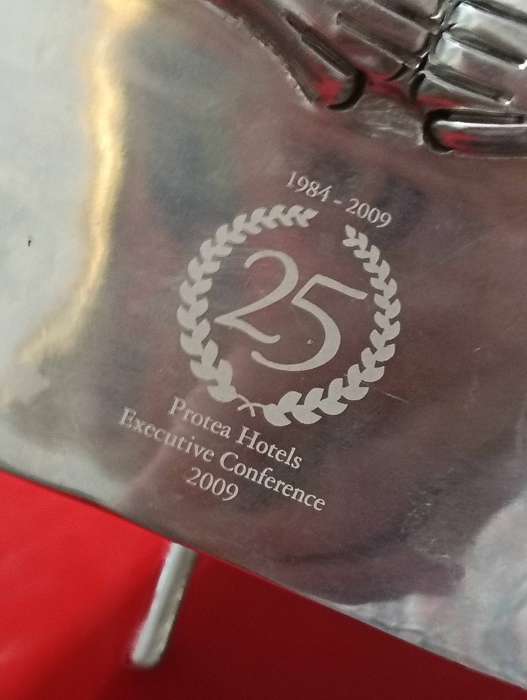 1984 - 2009
25
Protea Hotels
Executive Conference
2009